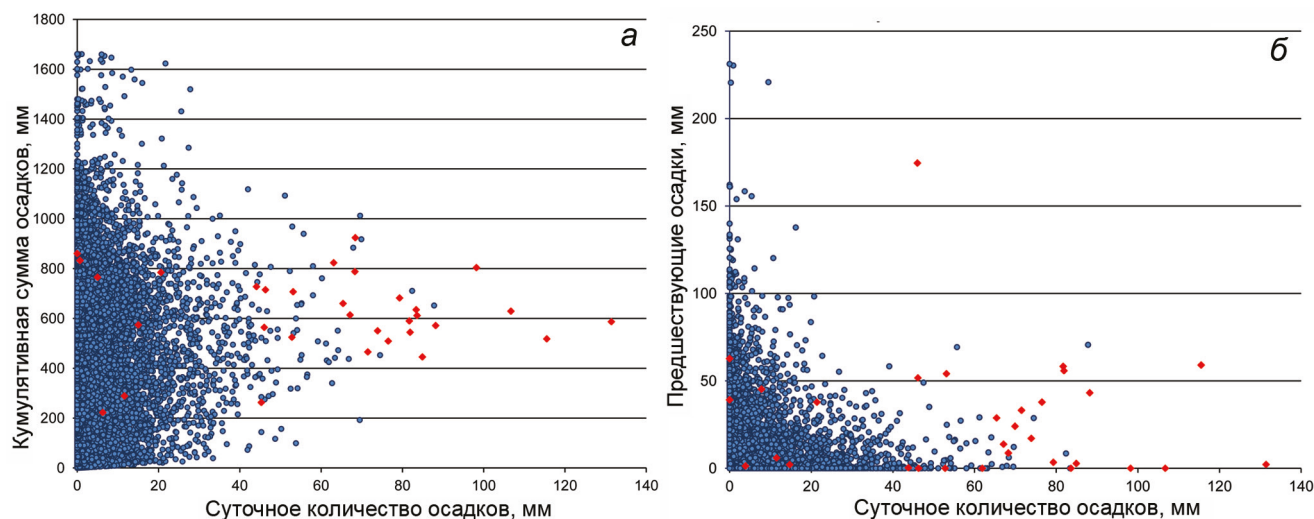 а
Кумулятивная сумма осадков, мм
1800
1600
1400
1200
1000
800
600
400
200
0
0 20 40 60 80 100 120 140
Суточное количество осадков, мм
б
Предшествующие осадки, мм
250
200
150
100
50
0
0 20 40 60 80 100 120 140
Суточное количество осадков, мм